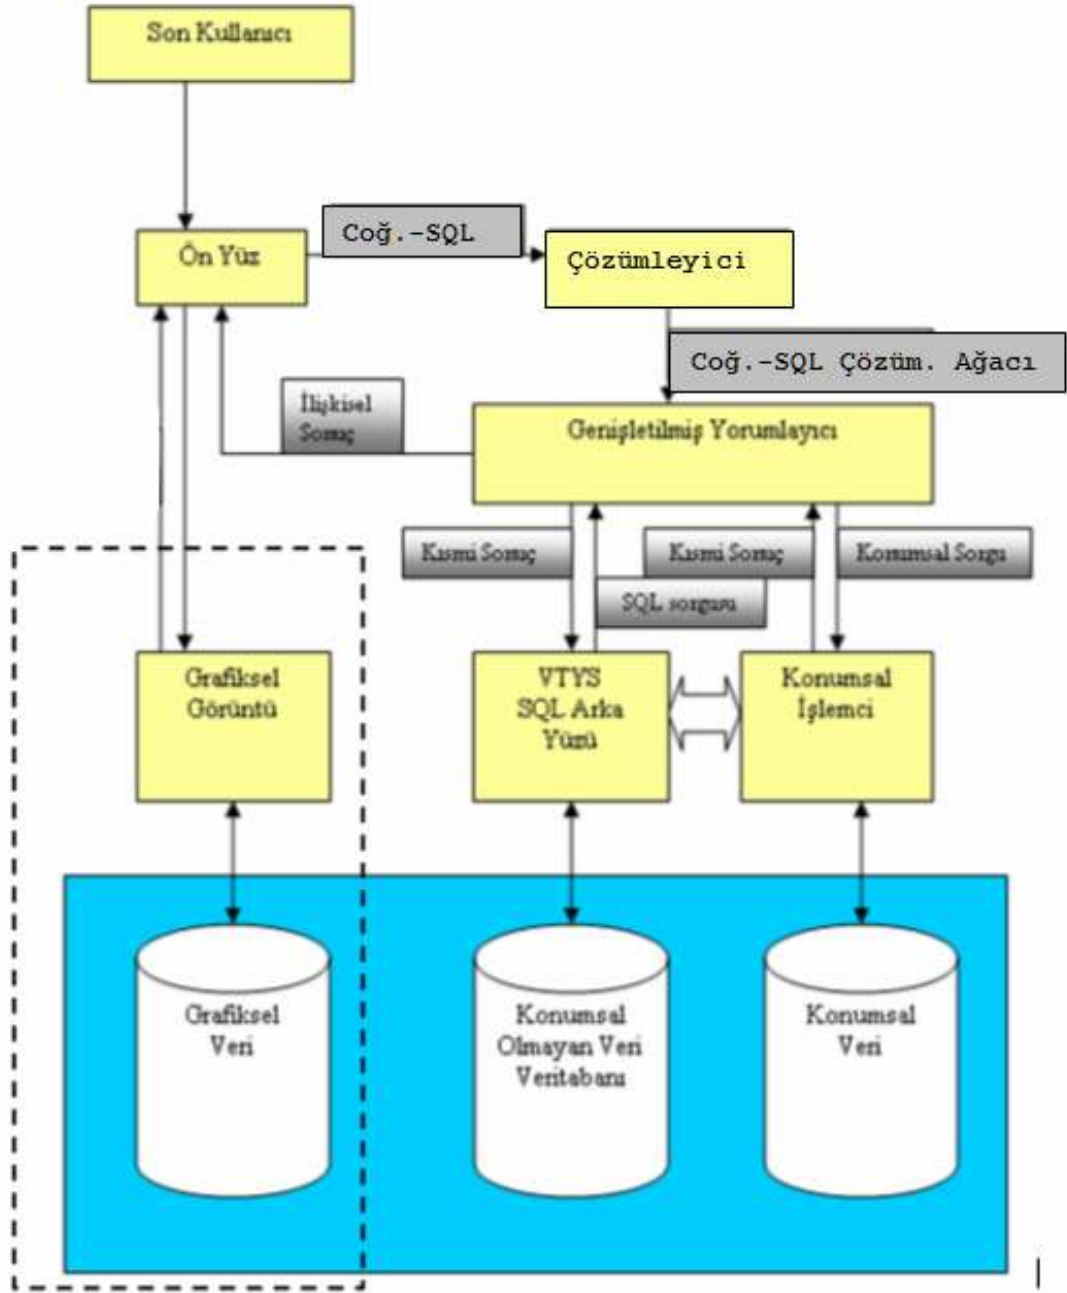 Son Kullanıcı
Coğ.-SQL
Ön Yüz
Çözümleyici
Coğ.-SQL Çözüm. Ağacı
İlişkisel
Sonuç
Genişletilmiş Yorumlayıcı
Kısmi Sonuç
Kısmi Sonuç
Konumsal Sorgu
SQL sorgusu
Grafiksel
Görüntü
VTYS
SQL Arka
Yüzü
Konumsal
İşlemci
Grafiksel
Veri
Konumsal
Olmayan Veri
Veritabanı
Konumsal
Veri